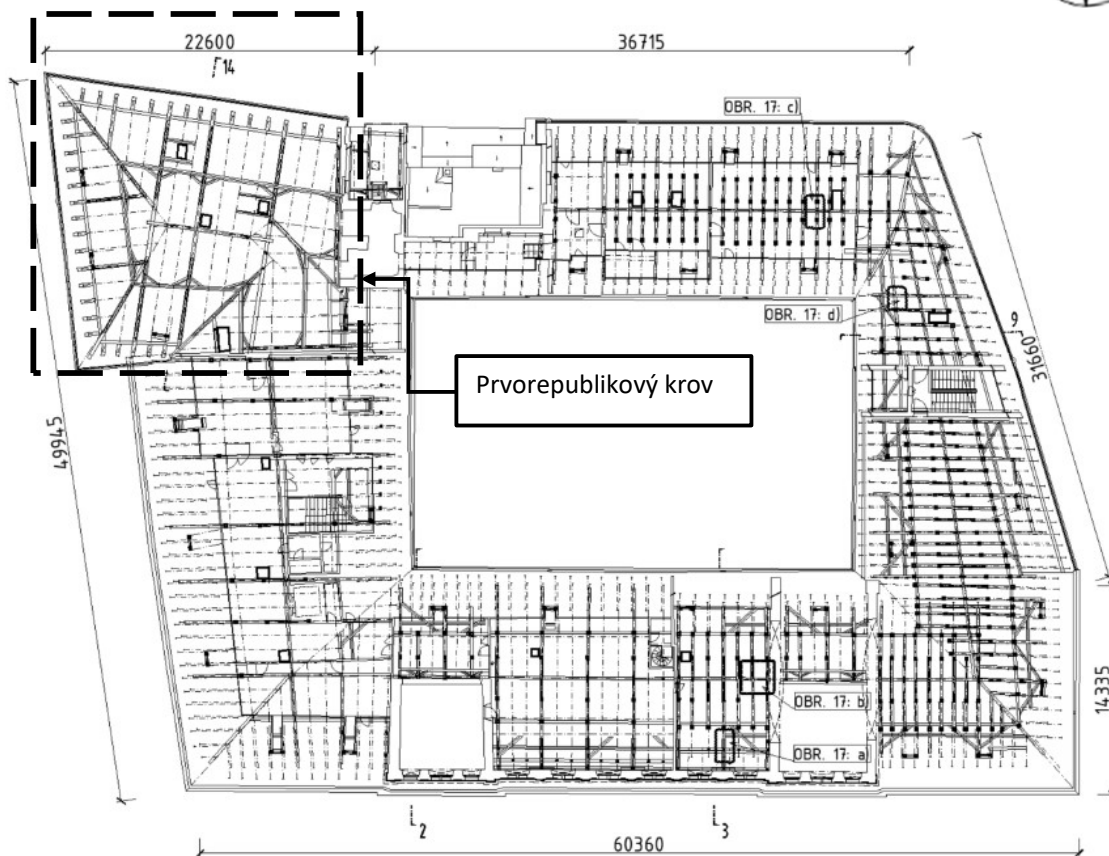 22600
36715
14
OBR. 17: c)
OBR. 17: d)
9
31660
Prvorepublikový krov
49945
OBR. 17: b)
OBR. 17: a)
14335
2
3
60360